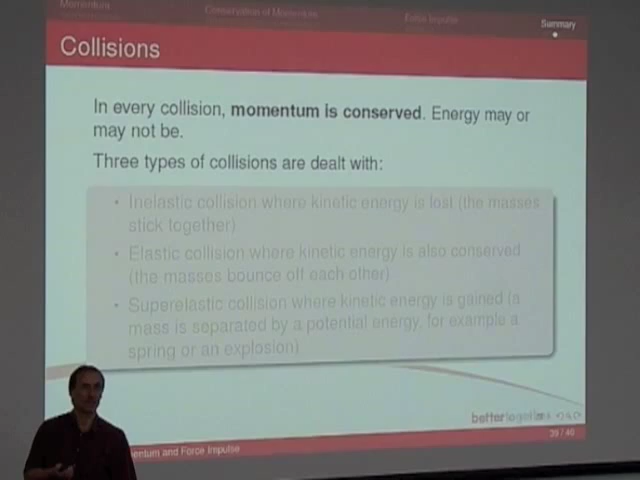 Momentum
Conservation of Momentum
Force Impulse
Summary
Collisions
In every collision, momentum is conserved. Energy may or
may not be.
Three types of collisions are dealt with:
• Inelastic collision where kinetic energy is lost (the masses
stick together)
• Elastic collision where kinetic energy is also conserved
(the masses bounce off each other)
• Superelastic collision where kinetic energy is gained (a
mass is separated by a potential energy, for example a
spring or an explosion)
bettertogether
entum and Force Impulse
39 / 40